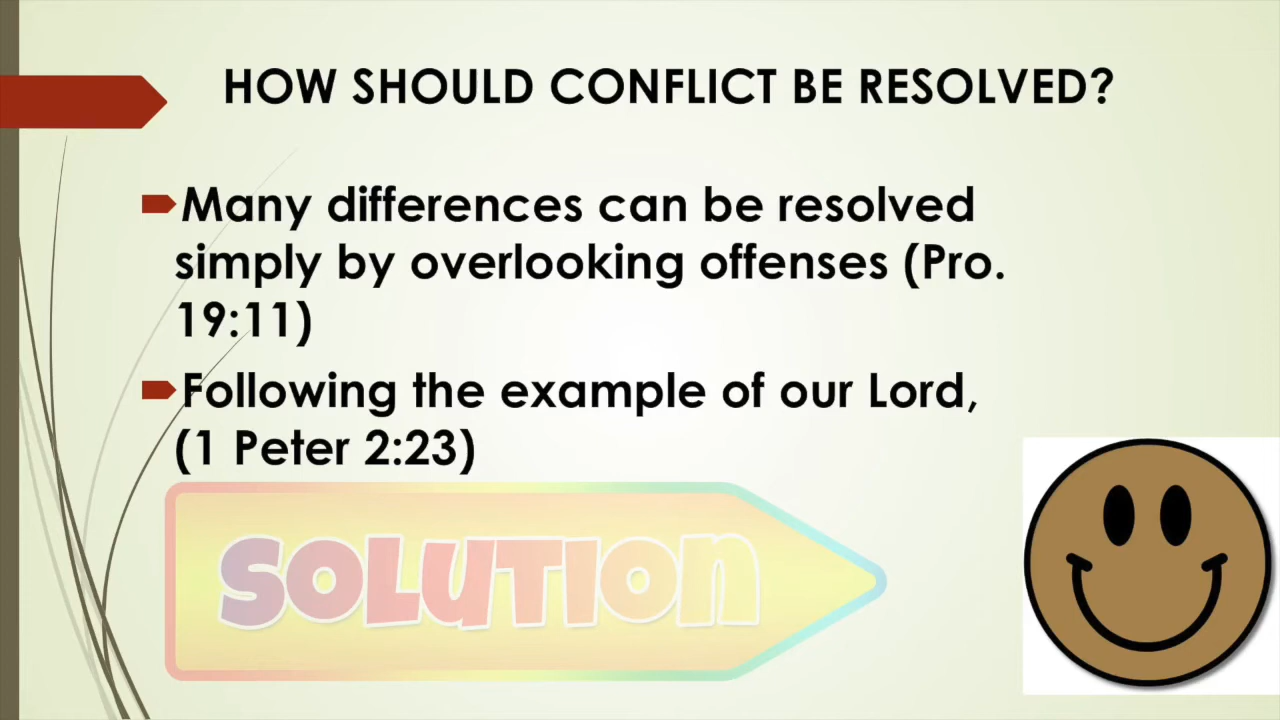 HOW SHOULD CONFLICT BE RESOLVED?
Many differences can be resolved
simply by overlooking offenses (Pro.
19:11)
Following the example of our Lord,
(1 Peter 2:23)
SOLUTION